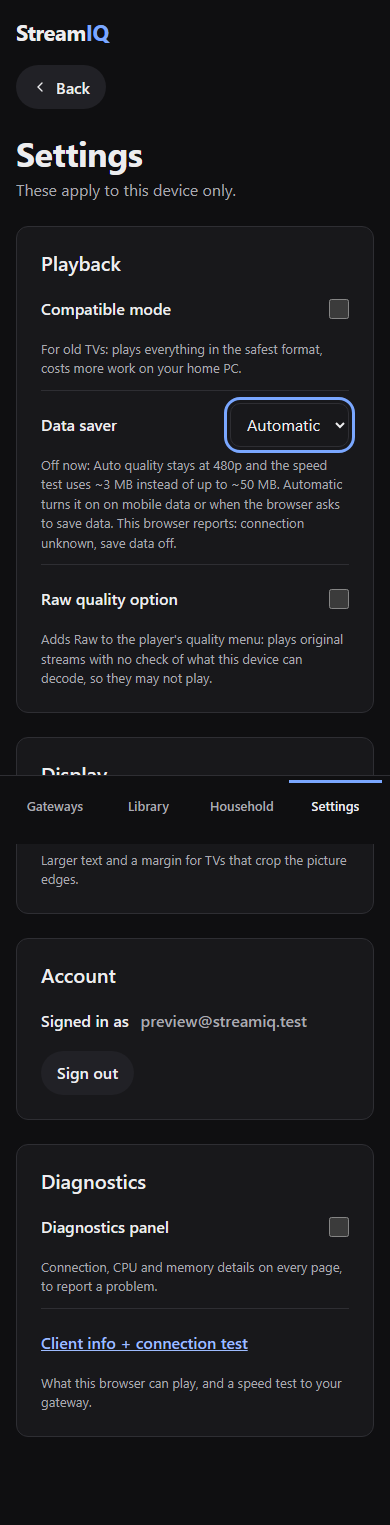 StreamIQ
Back
Settings
These apply to this device only.
Playback
Compatible mode
For old TVs: plays everything in the safest format,
costs more work on your home PC.
Data saver
Automatic
Off now: Auto quality stays at 480p and the speed
test uses ~3 MB instead of up to ~50 MB. Automatic
turns it on on mobile data or when the browser asks
to save data. This browser reports: connection
unknown, save data off.
Raw quality option
Adds Raw to the player's quality menu: plays original
streams with no check of what this device can
decode, so they may not play.
Display
Gateways
Library
Household
Settings
Larger text and a margin for TVs that crop the picture
edges.
Account
Signed in as preview@streamiq.test
Sign out
Diagnostics
Diagnostics panel
Connection, CPU and memory details on every page,
to report a problem.
Client info + connection test
What this browser can play, and a speed test to your
gateway.